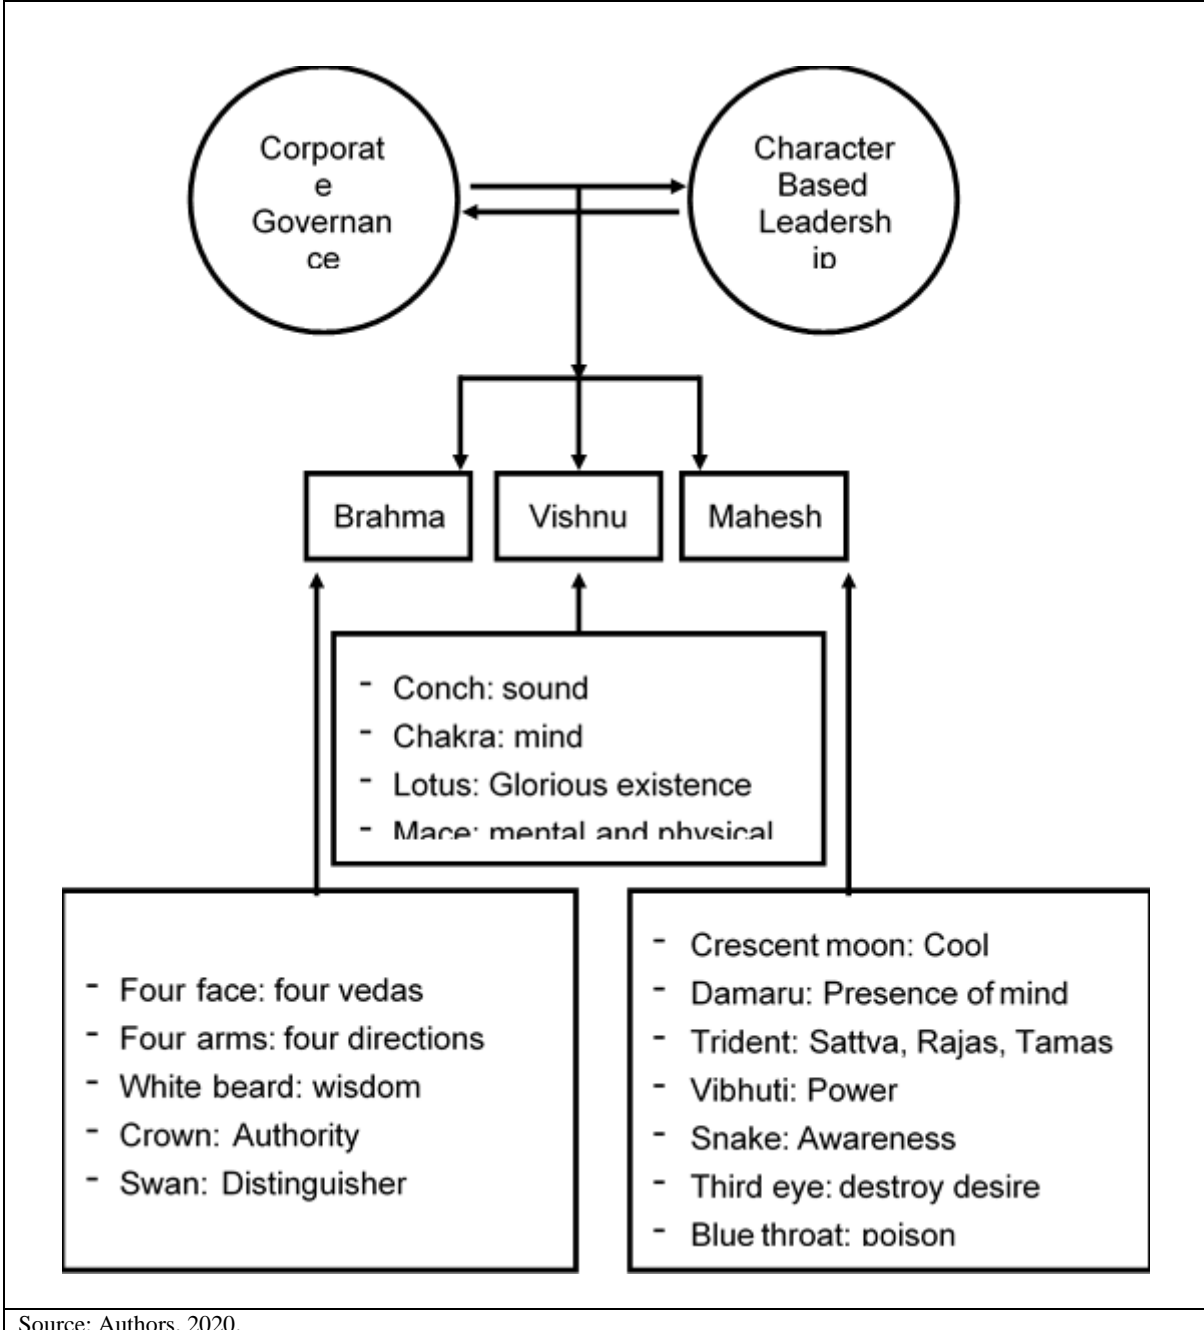 Corporat
e
Governan
ce
Character
Based
Leadersh
ip
Brahma
Vishnu
Mahesh
- Conch: sound
- Chakra: mind
- Lotus: Glorious existence
- Mace: mental and physical
- Four face: four vedas
- Four arms: four directions
- White beard: wisdom
- Crown: Authority
- Swan: Distinguisher
- Crescent moon: Cool
- Damaru: Presence of mind
- Trident: Sattva, Rajas, Tamas
- Vibhuti: Power
- Snake: Awareness
- Third eye: destroy desire
- Blue throat: poison
Source: Authors, 2020.